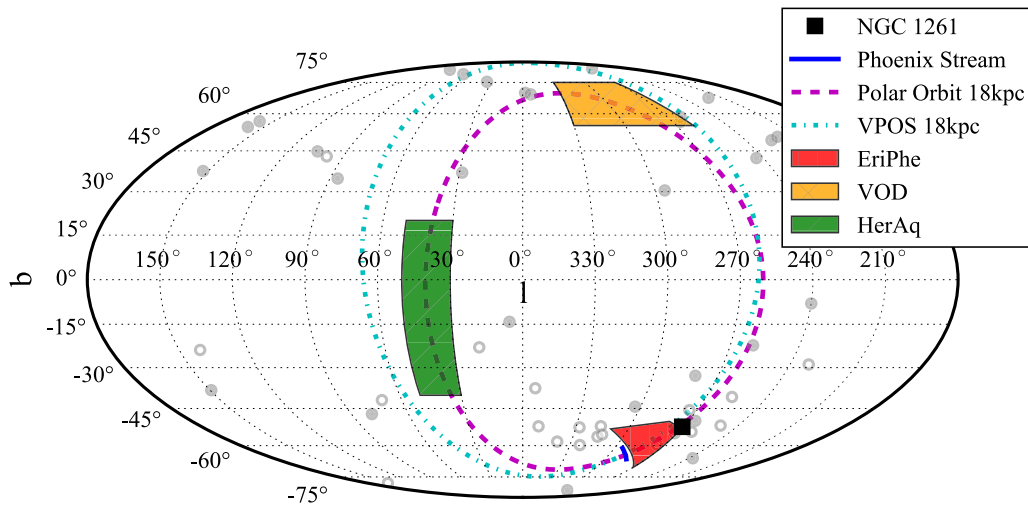 NGC 1261
Phoenix Stream
Polar Orbit 18kpc
VPOS 18kpc
EriPhe
VOD
HerAq
75°
60°
45°
30°
15°
0°
-15°
-30°
-45°
-60°
-75°
b
150° 120° 90° 60° 30 0° 330° 300° 270° 240° 210°
l